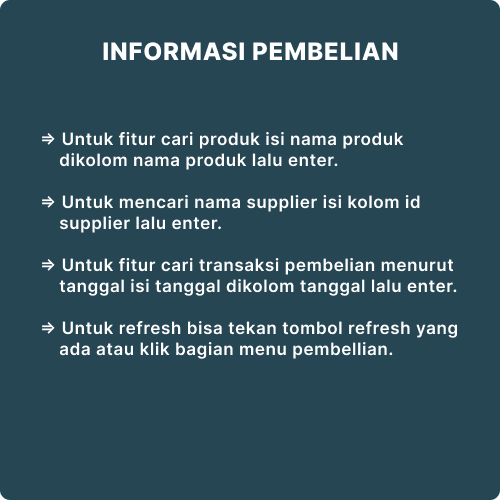 INFORMASI PEMBELIAN
⇒ Untuk fitur cari produk isi nama produk
dikolom nama produk lalu enter.
⇒ Untuk mencari nama supplier isi kolom id
supplier lalu enter.
⇒ Untuk fitur cari transaksi pembelian menurut
tanggal isi tanggal dikolom tanggal lalu enter.
⇒ Untuk refresh bisa tekan tombol refresh yang
ada atau klik bagian menu pembellian.